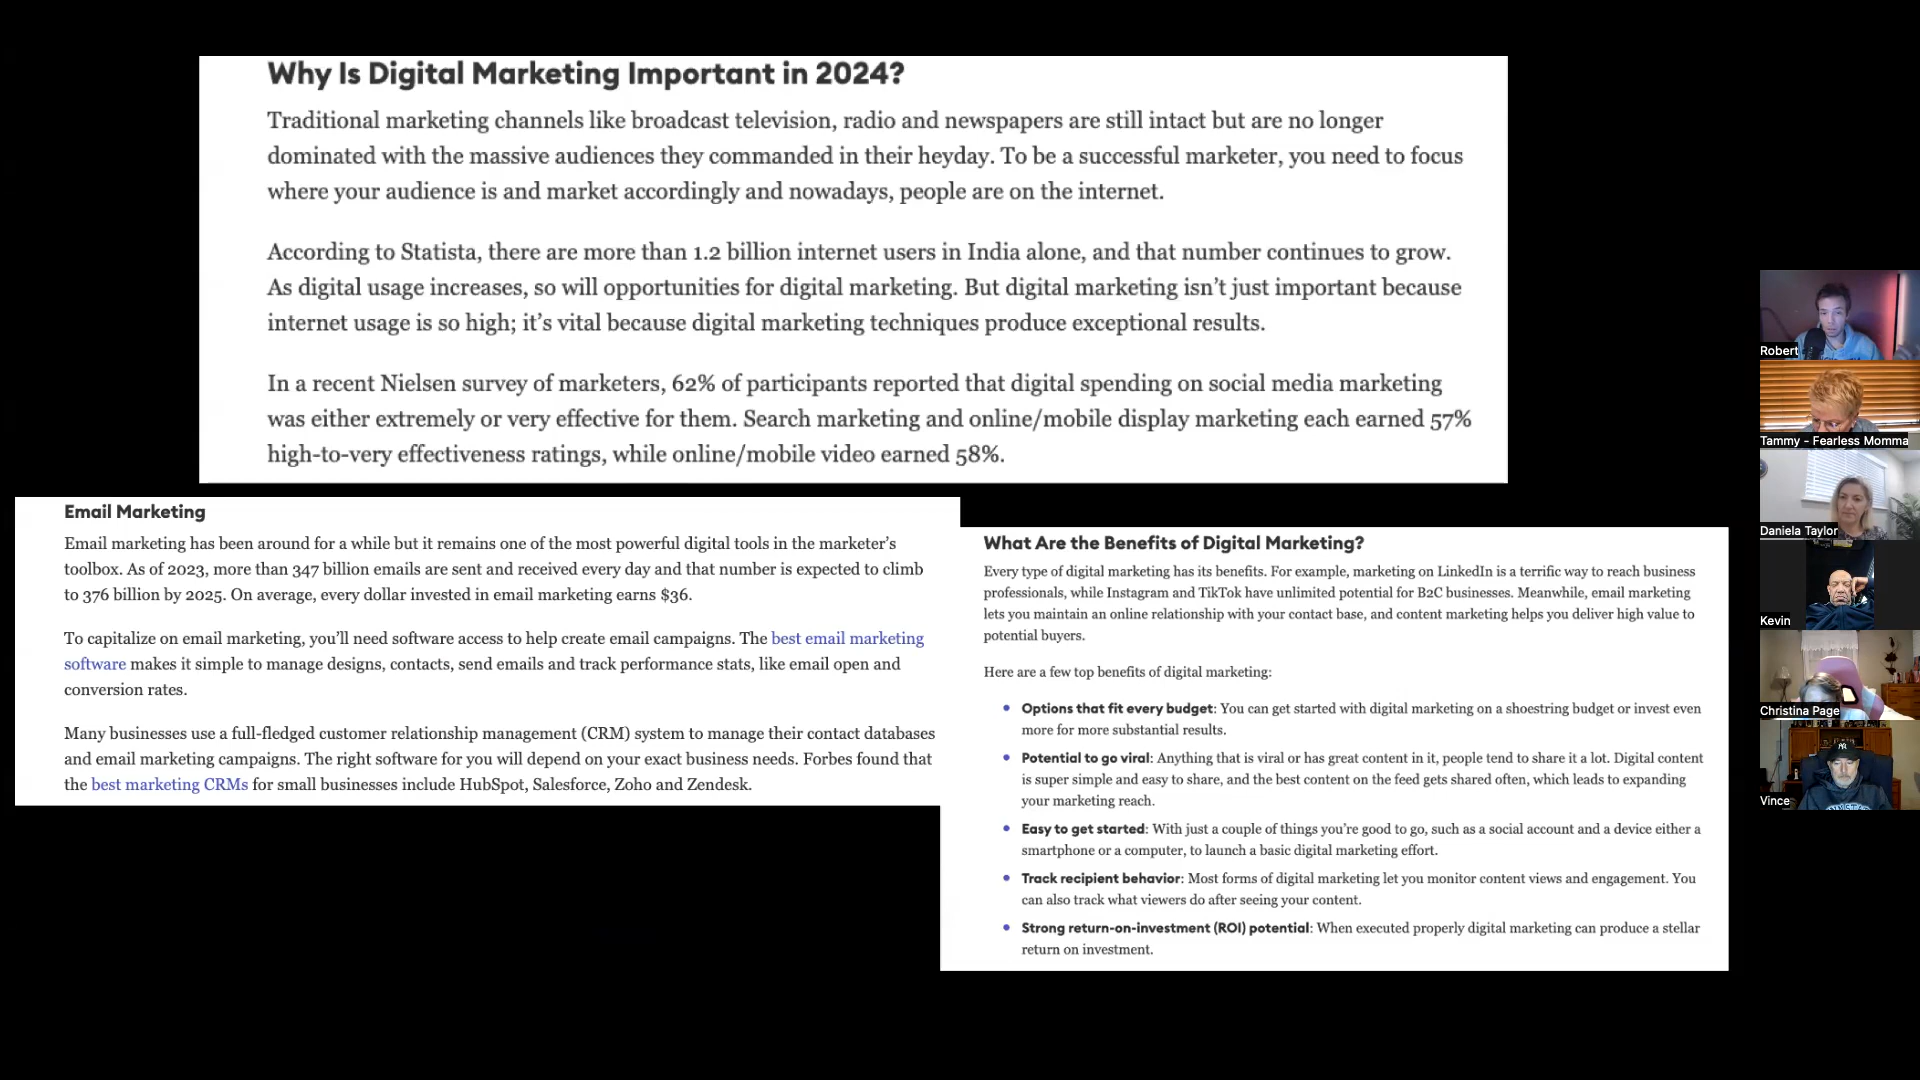 Why Is Digital Marketing Important in 2024?
Traditional marketing channels like broadcast television, radio and newspapers are still intact but are no longer
dominated with the massive audiences they commanded in their heyday. To be a successful marketer, you need to focus
where your audience is and market accordingly and nowadays, people are on the internet.
According to Statista, there are more than 1.2 billion internet users in India alone, and that number continues to grow.
As digital usage increases, so will opportunities for digital marketing. But digital marketing isn’t just important because
internet usage is so high; it’s vital because digital marketing techniques produce exceptional results.
In a recent Nielsen survey of marketers, 62% of participants reported that digital spending on social media marketing
was either extremely or very effective for them. Search marketing and online/mobile display marketing each earned 57%
high-to-very effectiveness ratings, while online/mobile video earned 58%.
Email Marketing
Email marketing has been around for a while but it remains one of the most powerful digital tools in the marketer’s
toolbox. As of 2023, more than 347 billion emails are sent and received every day and that number is expected to climb
to 376 billion by 2025. On average, every dollar invested in email marketing earns $36.
To capitalize on email marketing, you’ll need software access to help create email campaigns. The best email marketing
software makes it simple to manage designs, contacts, send emails and track performance stats, like email open and
conversion rates.
Many businesses use a full-fledged customer relationship management (CRM) system to manage their contact databases
and email marketing campaigns. The right software for you will depend on your exact business needs. Forbes found that
the best marketing CRMs for small businesses include HubSpot, Salesforce, Zoho and Zendesk.
What Are the Benefits of Digital Marketing?
Every type of digital marketing has its benefits. For example, marketing on LinkedIn is a terrific way to reach business
professionals, while Instagram and TikTok have unlimited potential for B2C businesses. Meanwhile, email marketing
lets you maintain an online relationship with your contact base, and content marketing helps you deliver high value to
potential buyers.
Here are a few top benefits of digital marketing:
• Options that fit every budget: You can get started with digital marketing on a shoestring budget or invest even
more for more substantial results.
• Potential to go viral: Anything that is viral or has great content in it, people tend to share it a lot. Digital content
is super simple and easy to share, and the best content on the feed gets shared often, which leads to expanding
your marketing reach.
• Easy to get started: With just a couple of things you’re good to go, such as a social account and a device either a
smartphone or a computer, to launch a basic digital marketing effort.
• Track recipient behavior: Most forms of digital marketing let you monitor content views and engagement. You
can also track what viewers do after seeing your content.
• Strong return-on-investment (ROI) potential: When executed properly digital marketing can produce a stellar
return on investment.
Robert
Tammy - Fearless Momma
Daniela Taylor
Kevin
Christina Page
Vince